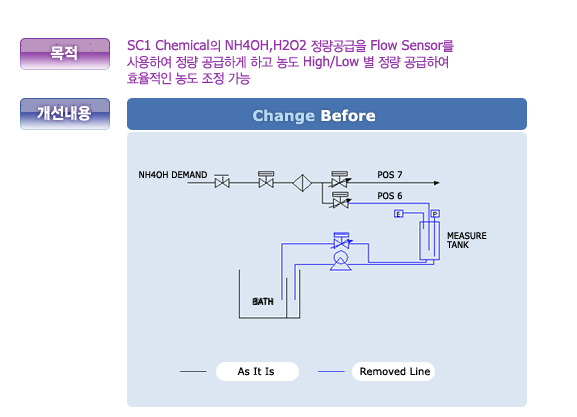 목적
SC1 Chemical의 NH4OH,H2O2 정량공급을 Flow Sensor를
사용하여 정량 공급하게 하고 농도 High/Low 별 정량 공급하여
효율적인 농도 조정 가능
개선내용
Change Before
NH4OH DEMAND
POS 7
POS 6
E
P
MEASURE
TANK
BATH
As It Is
Removed Line